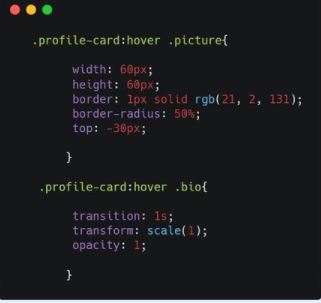 .profile-card:hover .picture{
width: 60px;
height: 60px;
border: 1px solid rgb(21, 2, 131);
border-radius: 50%;
top: -30px;
}
.profile-card:hover .bio{
transition: 1s;
transform: scale(1);
opacity: 1;
}